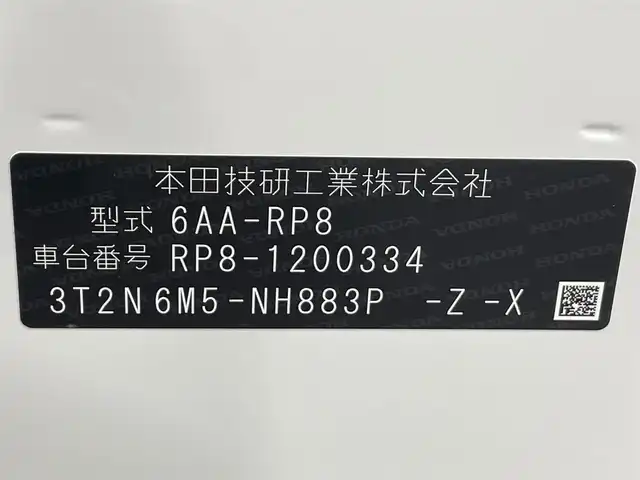 本田技研工業株式会社
型式 6AA-RP8
車台番号 RP8-1200334
3T2N6M5-NH883P -Z -X